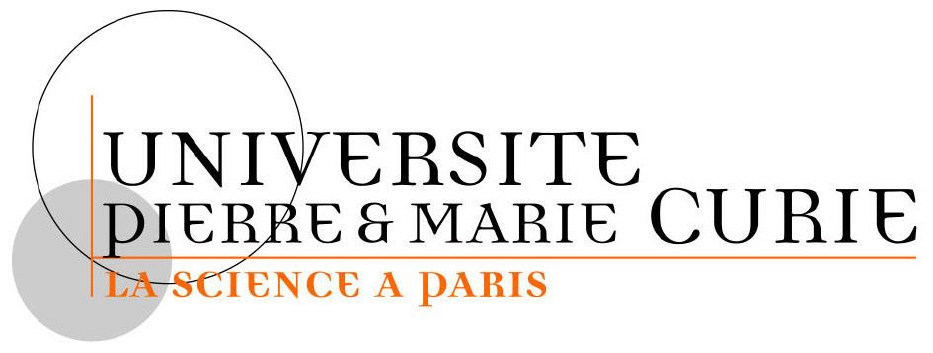 UNIVERSITE
PIERRE & MARIE CURIE
LA SCIENCE A PARIS